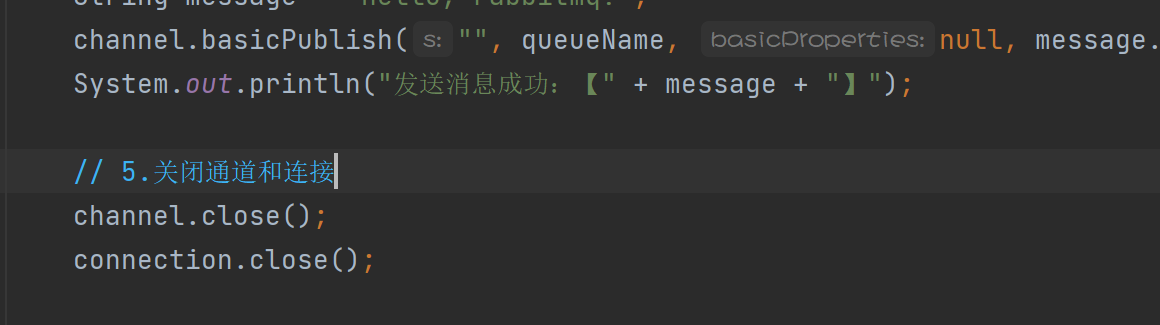 String message = "hello, rabbitmq!";
channel.basicPublish( s: "", queueName, basicProperties: null, message.
System.out.println("发送消息成功：【" + message + "】");
// 5.关闭通道和连接
channel.close();
connection.close();